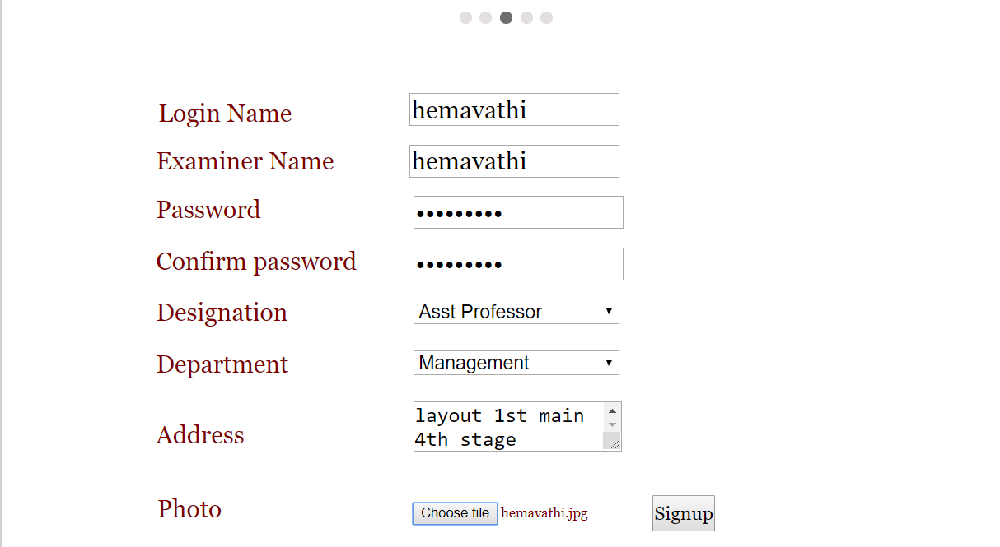 Login Name hemavathi
Examiner Name hemavathi
Password •••••••••
Confirm password •••••••••
Designation Asst Professor
Department Management
Address layout 1st main
4th stage
Photo Choose file hemavathi.jpg Signup